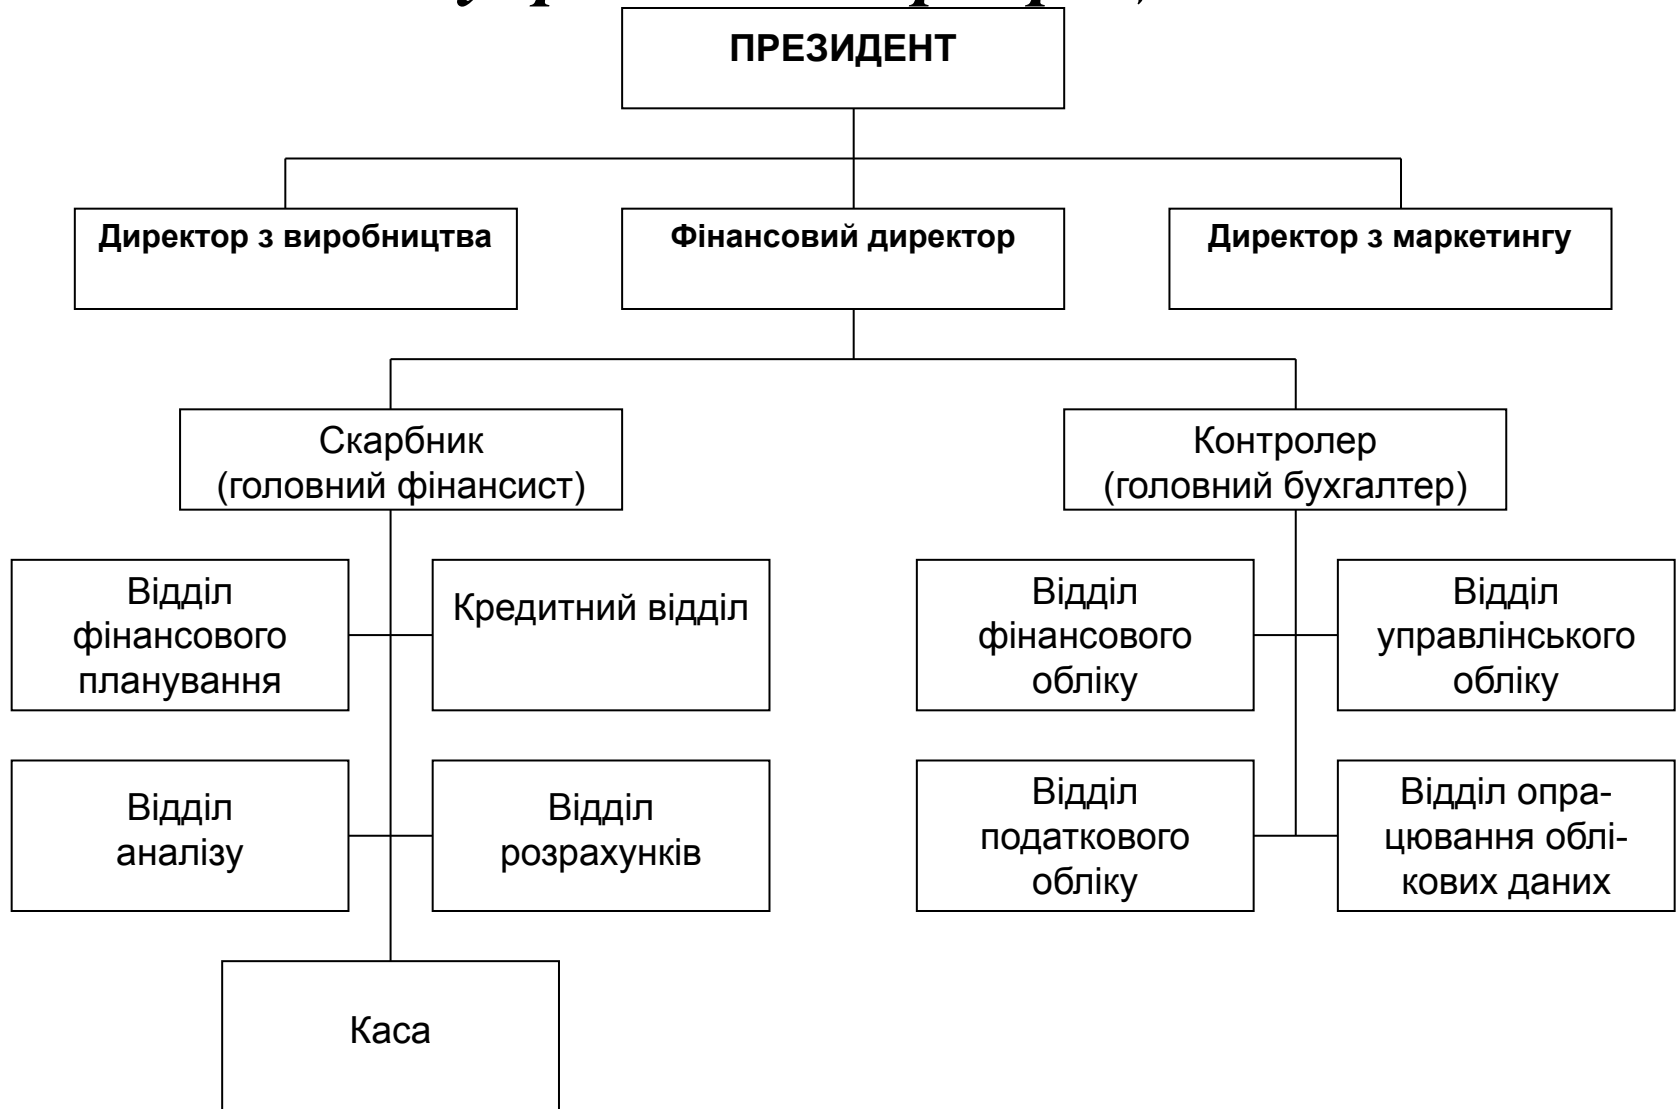 ПРЕЗИДЕНТ
Директор з виробництва
Фінансовий директор
Директор з маркетингу
Скарбник
(головний фінансист)
Контролер
(головний бухгалтер)
Відділ
фінансового
планування
Кредитний відділ
Відділ
фінансового
обліку
Відділ
управлінського
обліку
Відділ
аналізу
Відділ
розрахунків
Відділ
податкового
обліку
Відділ опра-
цювання облі-
кових даних
Каса